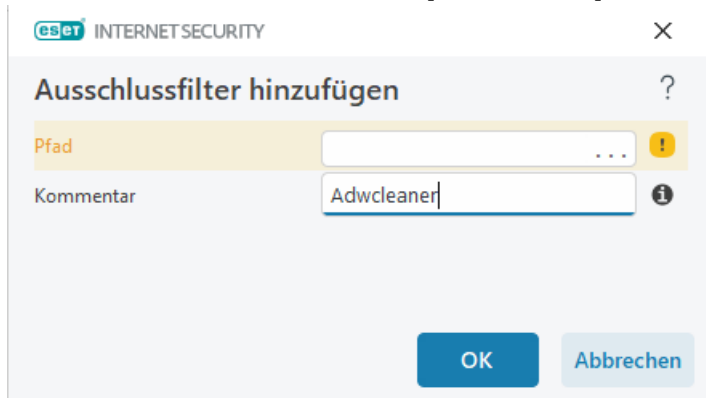 eset INTERNET SECURITY
Ausschlussfilter hinzufügen ?
Pfad ... !
Kommentar Adwcleaner i
OK Abbrechen